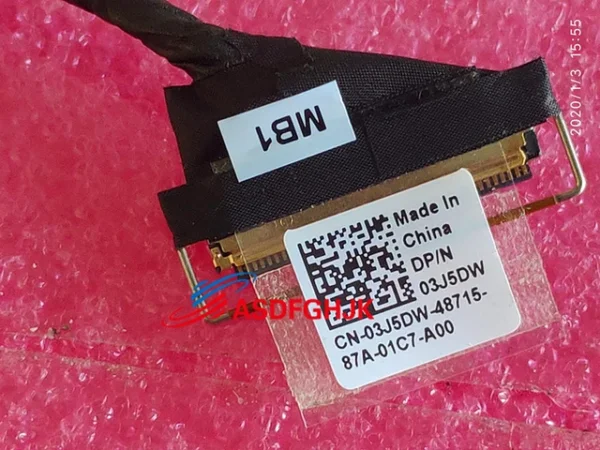 MB1
Made In
China
DP/N
03J5DW
CN-03J5DW-48715-
87A-01C7-A00
ASDFGHJK
2020/1/3 15:55